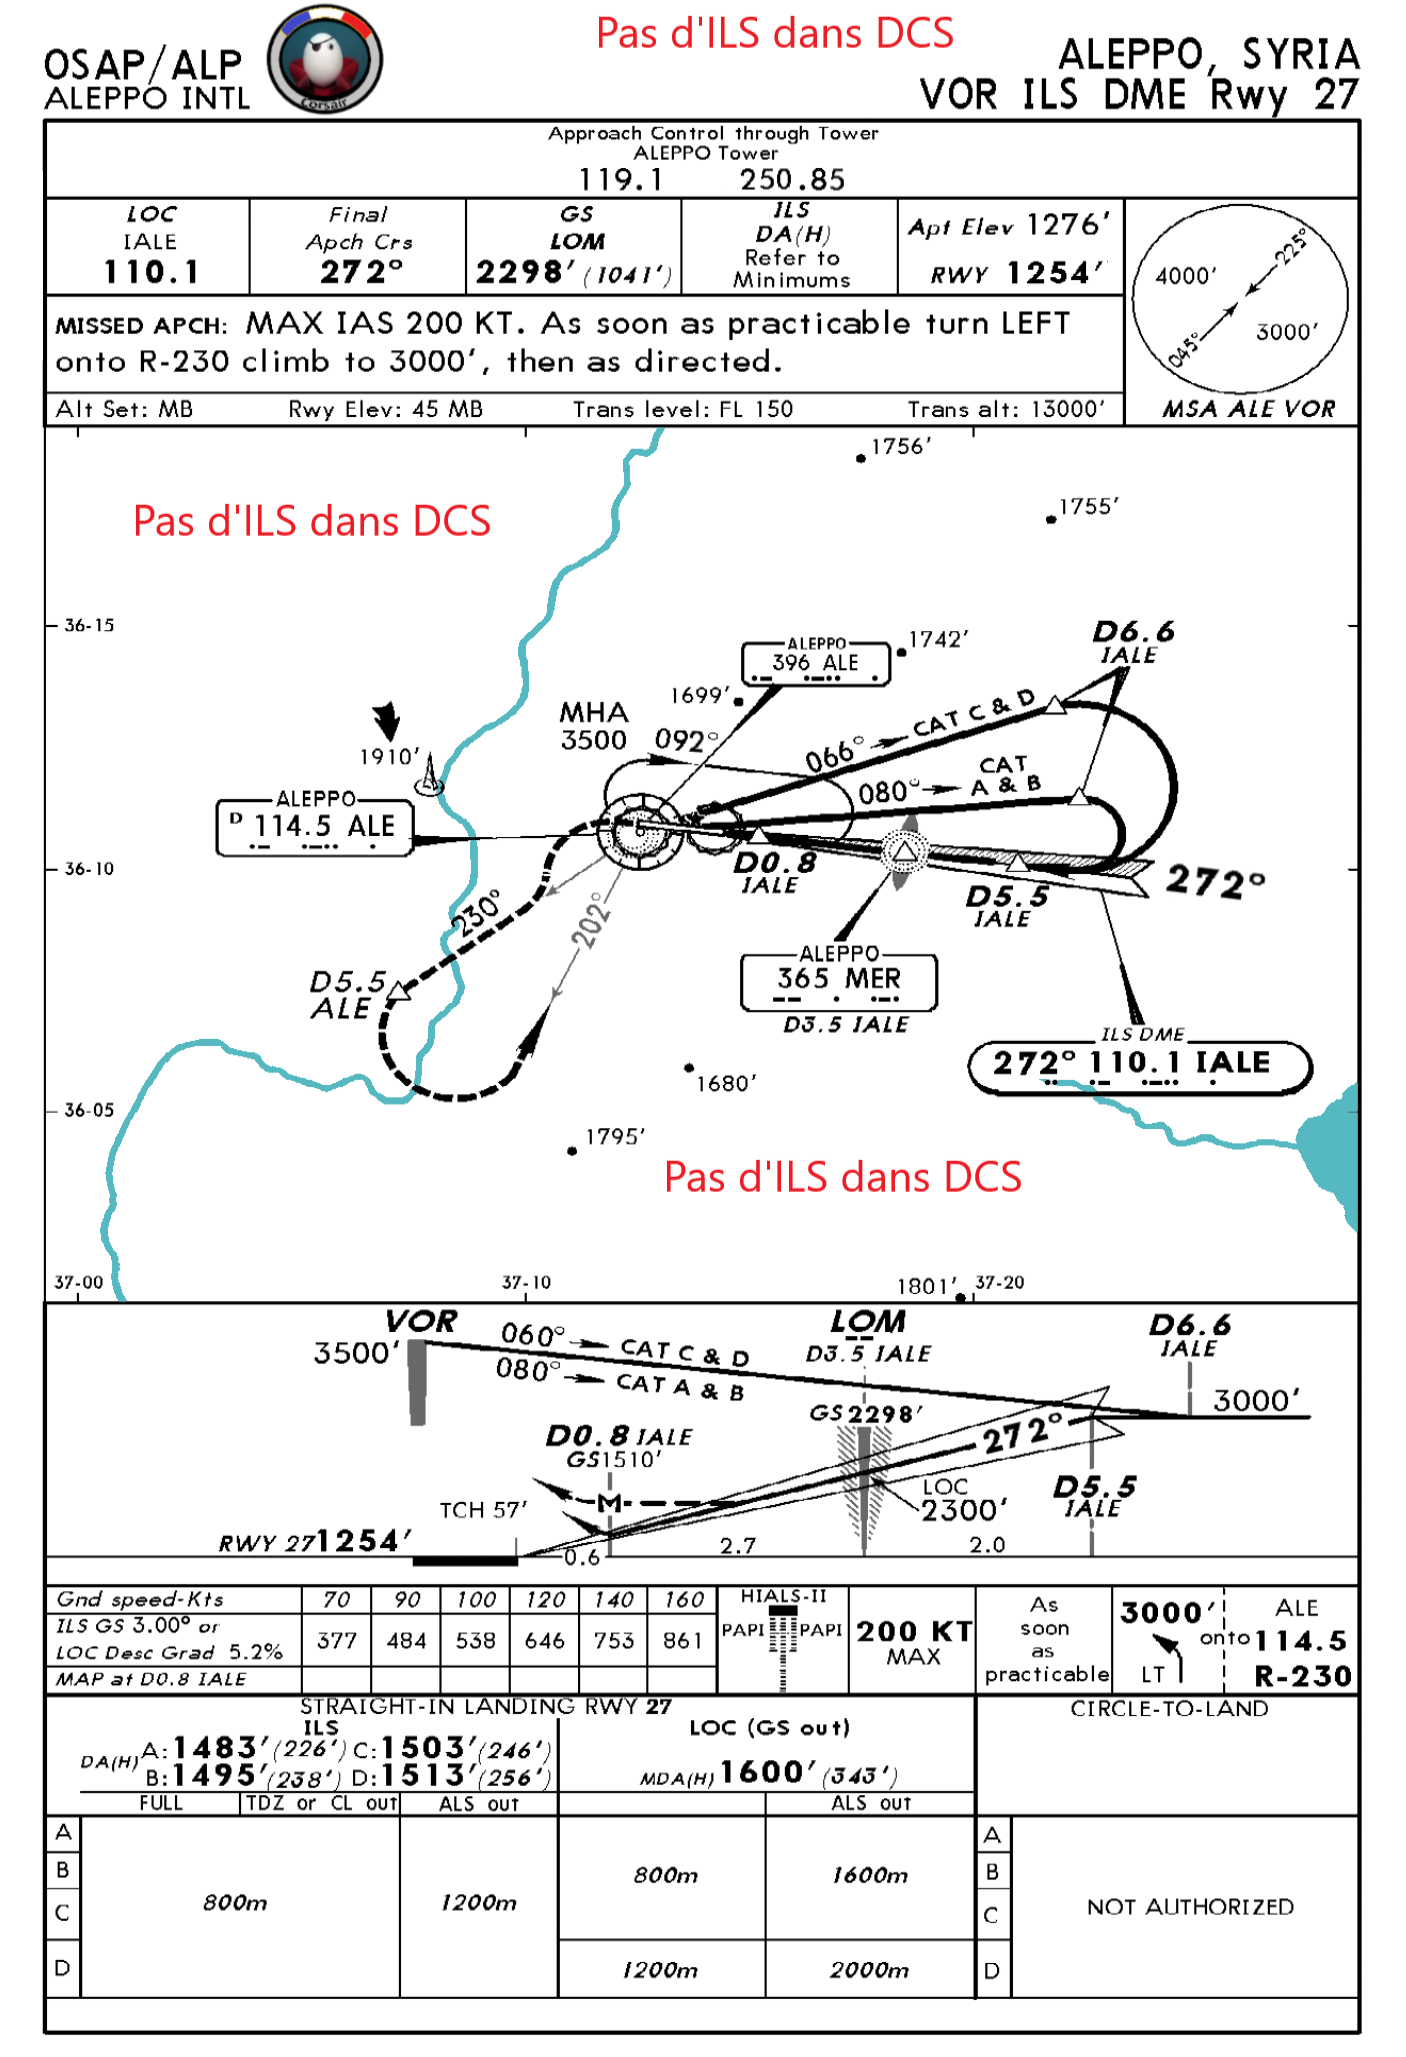 Pas d'ILS dans DCS
OSAP/ALP
ALEPPO INTL
Corsair
ALEPPO, SYRIA
VOR ILS DME Rwy 27
Approach Control through Tower
ALEPPO Tower
119.1 250.85
LOC
IALE
110.1
Final
Apch Crs
272°
GS
LOM
2298' (1041')
ILS
DA(H)
Refer to
Minimums
Apt Elev 1276'
RWY 1254'
4000'
225°
045°
3000'
MSA ALE VOR
MISSED APCH: MAX IAS 200 KT. As soon as practicable turn LEFT
onto R-230 climb to 3000', then as directed.
Alt Set: MB Rwy Elev: 45 MB Trans level: FL 150 Trans alt: 13000'
1756'
1755'
Pas d'ILS dans DCS
36-15
ALEPPO
396 ALE
1742'
D6.6
IALE
1699'
MHA
3500
092°
066°
CAT C & D
1910'
080°
CAT
A & B
ALEPPO
D 114.5 ALE
D0.8
IALE
36-10
272°
D5.5
IALE
230°
202°
ALEPPO
365 MER
D3.5 IALE
D5.5
ALE
ILS DME
272° 110.1 IALE
1680'
36-05
1795'
Pas d'ILS dans DCS
37-00
37-10
1801'
37-20
VOR
3500'
060°
CAT C & D
080°
CAT A & B
LOM
D3.5 IALE
D6.6
IALE
3000'
GS 2298'
272°
D0.8 IALE
GS1510'
M
TCH 57'
LOC
2300'
D5.5
IALE
RWY 27 1254'
0.6
2.7
2.0
Gnd speed-Kts 70 90 100 120 140 160
ILS GS 3.00° or
LOC Desc Grad 5.2% 377 484 538 646 753 861
MAP at D0.8 IALE
HIALS-II
PAPI PAPI
200 KT
MAX
As
soon
as
practicable
3000'
LT
onto
ALE
114.5
R-230
STRAIGHT-IN LANDING RWY 27
ILS
DA(H) A: 1483' (226') C: 1503' (246')
B: 1495' (238') D: 1513' (256')
LOC (GS out)
MDA(H) 1600' (343')
CIRCLE-TO-LAND
FULL TDZ or CL out ALS out
ALS out
A
B
C
D
800m
1200m
800m
1600m
1200m
2000m
A
B
C
D
NOT AUTHORIZED